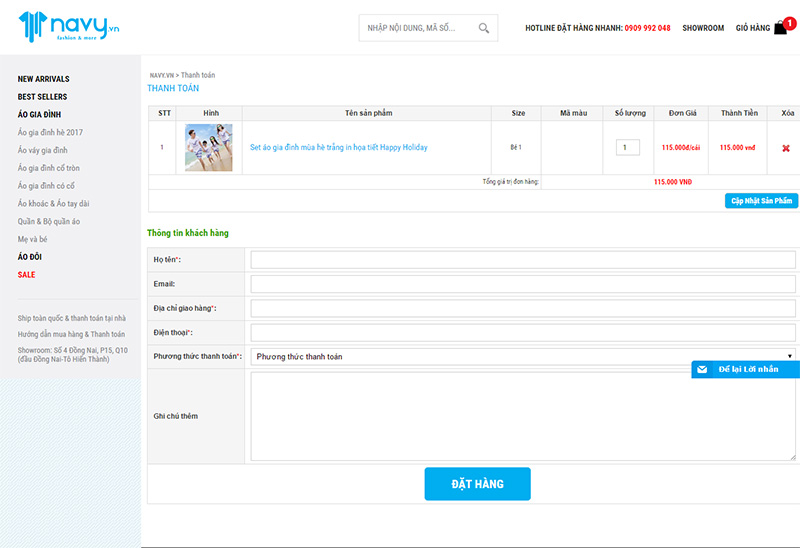 navy.vn
fashion & more
NHẬP NỘI DUNG, MÃ SỐ...
HOTLINE ĐẶT HÀNG NHANH: 0909 992 048
SHOWROOM
GIỎ HÀNG
1
NEW ARRIVALS
BEST SELLERS
ÁO GIA ĐÌNH
Áo gia đình hè 2017
Áo váy gia đình
Áo gia đình cổ tròn
Áo gia đình có cổ
Áo khoác & Áo tay dài
Quần & Bộ quần áo
Mẹ và bé
ÁO ĐÔI
SALE
Ship toàn quốc & thanh toán tại nhà
Hướng dẫn mua hàng & Thanh toán
Showroom: Số 4 Đồng Nai, P15, Q10
(đầu Đồng Nai-Tô Hiến Thành)
NAVY.VN > Thanh toán
THANH TOÁN
STT Hình Tên sản phẩm Size Mã màu Số lượng Đơn Giá Thành Tiền Xóa
1 Set áo gia đình mùa hè trắng in họa tiết Happy Holiday Bé 1 1 115.000đ/cái 115.000 vnđ
Tổng giá trị đơn hàng: 115.000 VNĐ
Cập Nhật Sản Phẩm
Thông tin khách hàng
Họ tên*:
Email:
Địa chỉ giao hàng*:
Điện thoại*:
Phương thức thanh toán*: Phương thức thanh toán
Để lại Lời nhắn
Ghi chú thêm
ĐẶT HÀNG